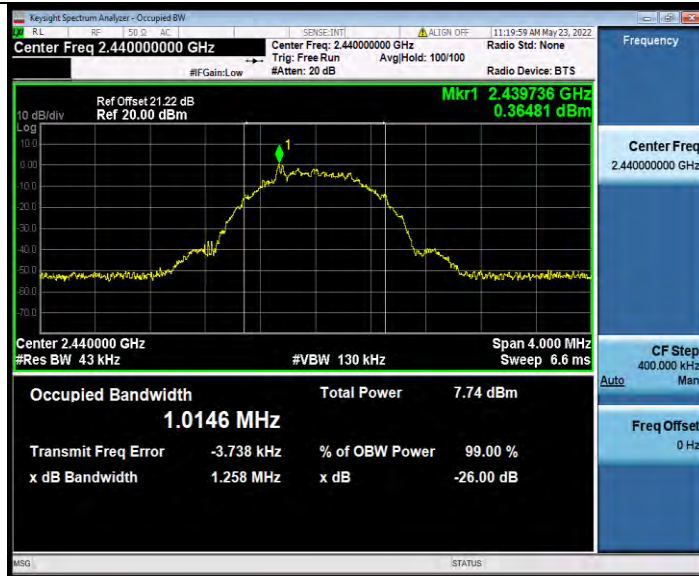 Keysight Spectrum Analyzer - Occupied BW
RL RF 50 Ω AC SENSE:INT ALIGN OFF 11:19:59 AM May 23, 2022
Center Freq 2.440000000 GHz Center Freq: 2.440000000 GHz Radio Std: None
Trig: Free Run Avg|Hold: 100/100
#IFGain:Low #Atten: 20 dB Radio Device: BTS
Frequency
Ref Offset 21.22 dB Mkr1 2.439736 GHz
10 dB/div Ref 20.00 dBm 0.36481 dBm
Log
10.0
0.00
-10.0
-20.0
-30.0
-40.0
-50.0
-60.0
-70.0
1
Center Freq
2.440000000 GHz
Center 2.440000 GHz Span 4.000 MHz
#Res BW 43 kHz #VBW 130 kHz Sweep 6.6 ms
CF Step
400.000 kHz
Auto Man
Occupied Bandwidth Total Power 7.74 dBm
1.0146 MHz
Transmit Freq Error -3.738 kHz % of OBW Power 99.00 %
x dB Bandwidth 1.258 MHz x dB -26.00 dB
Freq Offset
0 Hz
MSG STATUS